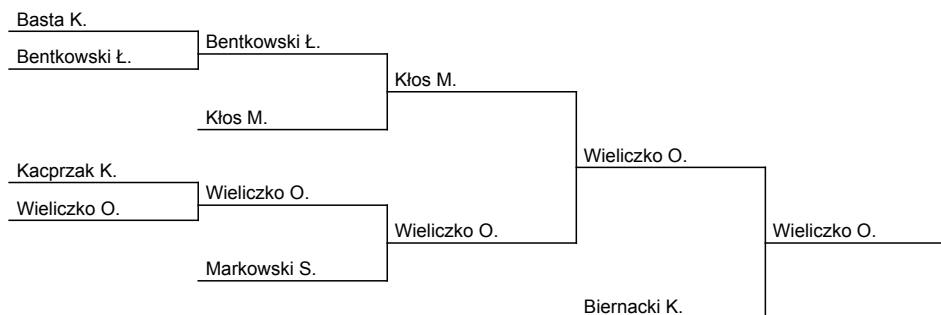 Basta K.
Bentkowski Ł.
Bentkowski Ł.
Kłos M.
Kłos M.
Kacprzak K.
Wieliczko O.
Wieliczko O.
Wieliczko O.
Markowski S.
Wieliczko O.
Wieliczko O.
Biernacki K.